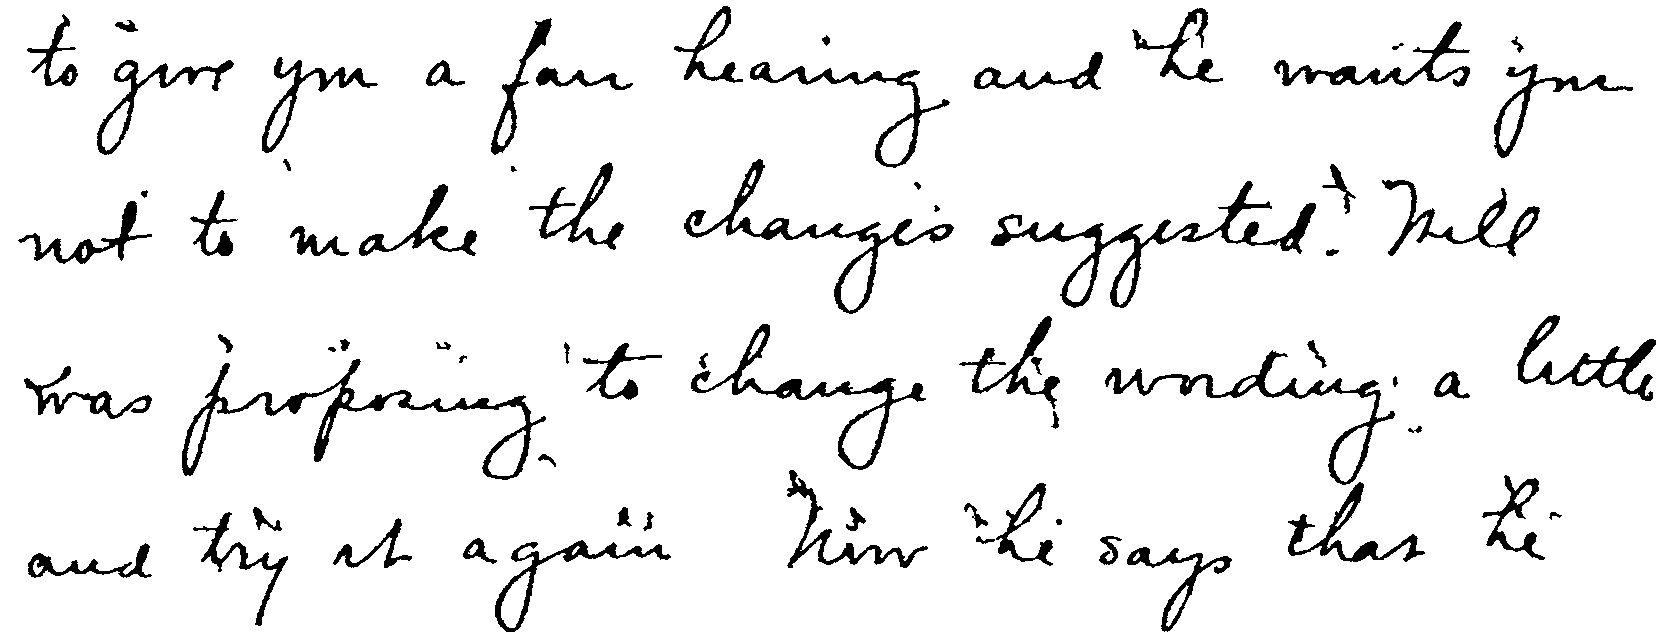 to give you a fair hearing and he wants you
not to make the changes suggested. Will
was proposing to change the wording a little
and try it again Now he says that he